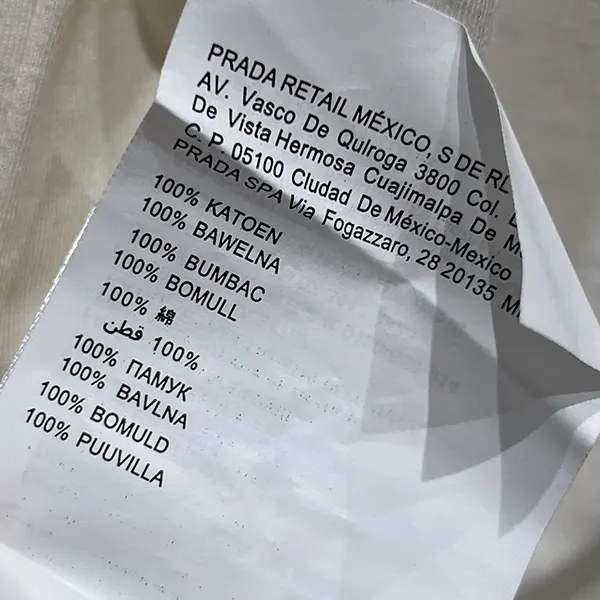 PRADA RETAIL MÉXICO, S DE RL
AV. Vasco De Quiroga 3800 Col.
De Vista Hermosa Cuajimalpa De
C. P. 05100 Ciudad De México-Mexico
PRADA SPA Via Fogazzaro, 28 20135
100% KATOEN
100% BAWELNA
100% BUMBAC
100% BOMULL
100% 綿
100% قطن
100% ПАМУК
100% BAVLNA
100% BOMULD
100% PUUVILLA